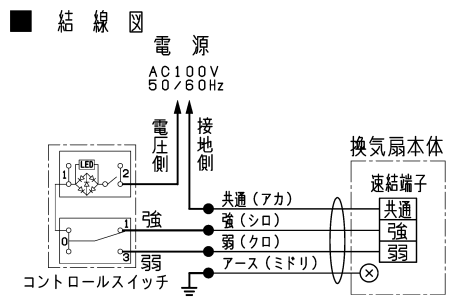 ■ 結線図
電源
AC100V
50/60Hz
電圧側
接地側
換気扇本体
速結端子
LED
1
2
共通(アカ)
共通
強
1
強(シロ)
強
0
弱(クロ)
弱
3
弱
アース(ミドリ)
コントロールスイッチ